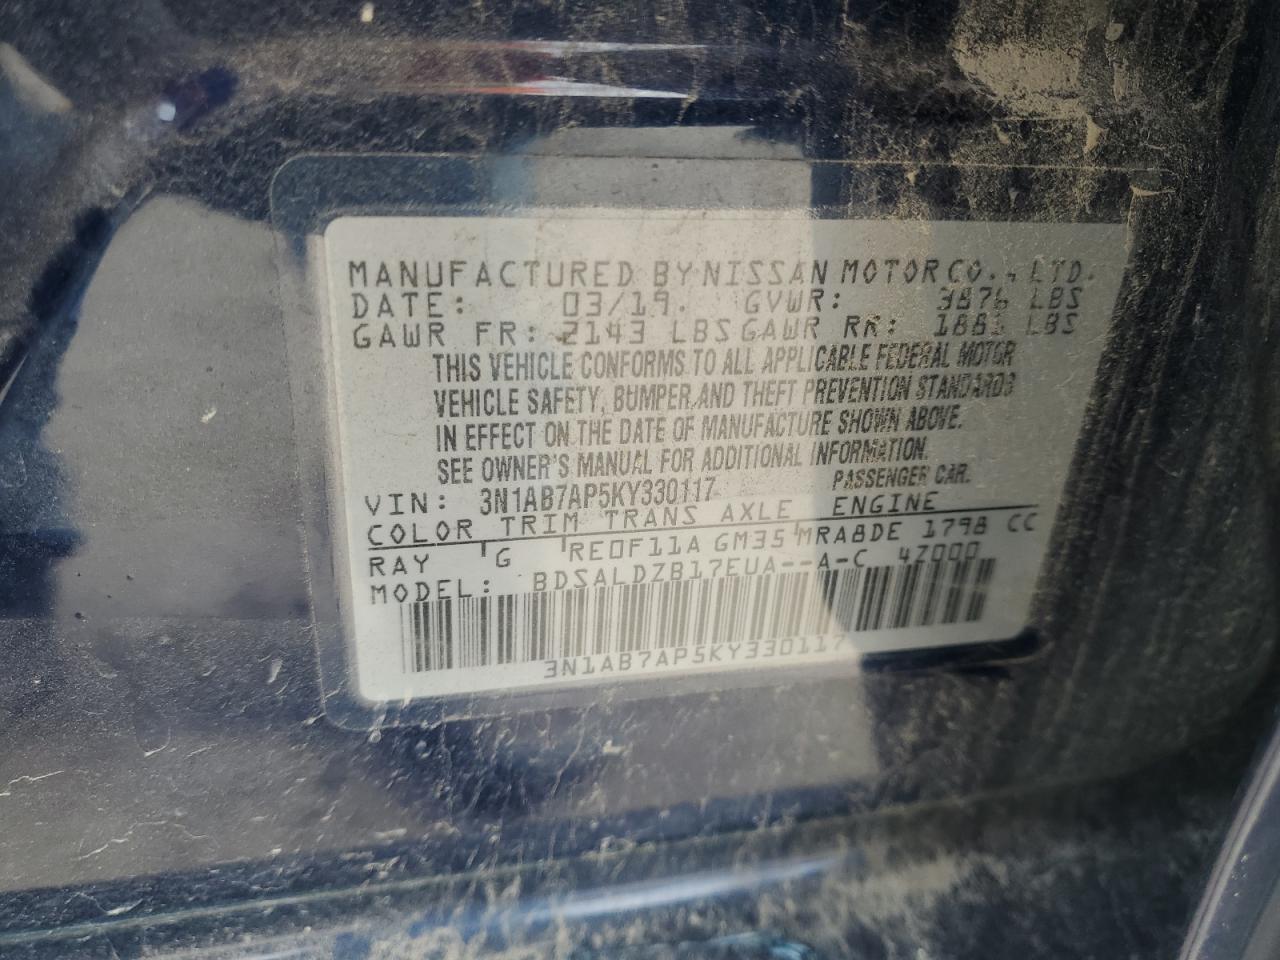 MANUFACTURED BY NISSAN MOTOR CO., LTD.
DATE: 03/19. GVWR: 3876 LBS
GAWR FR: 2143 LBS GAWR RR: 1881 LBS
THIS VEHICLE CONFORMS TO ALL APPLICABLE FEDERAL MOTOR
VEHICLE SAFETY, BUMPER AND THEFT PREVENTION STANDARDS
IN EFFECT ON THE DATE OF MANUFACTURE SHOWN ABOVE.
SEE OWNER'S MANUAL FOR ADDITIONAL INFORMATION.
VIN: 3N1AB7AP5KY330117 PASSENGER CAR.
COLOR TRIM TRANS AXLE ENGINE
RAY G RE0F11A GM35 MRA8DE 1798 CC
MODEL: BDSALDZB17EUA--A-C 4Z000
3N1AB7AP5KY330117